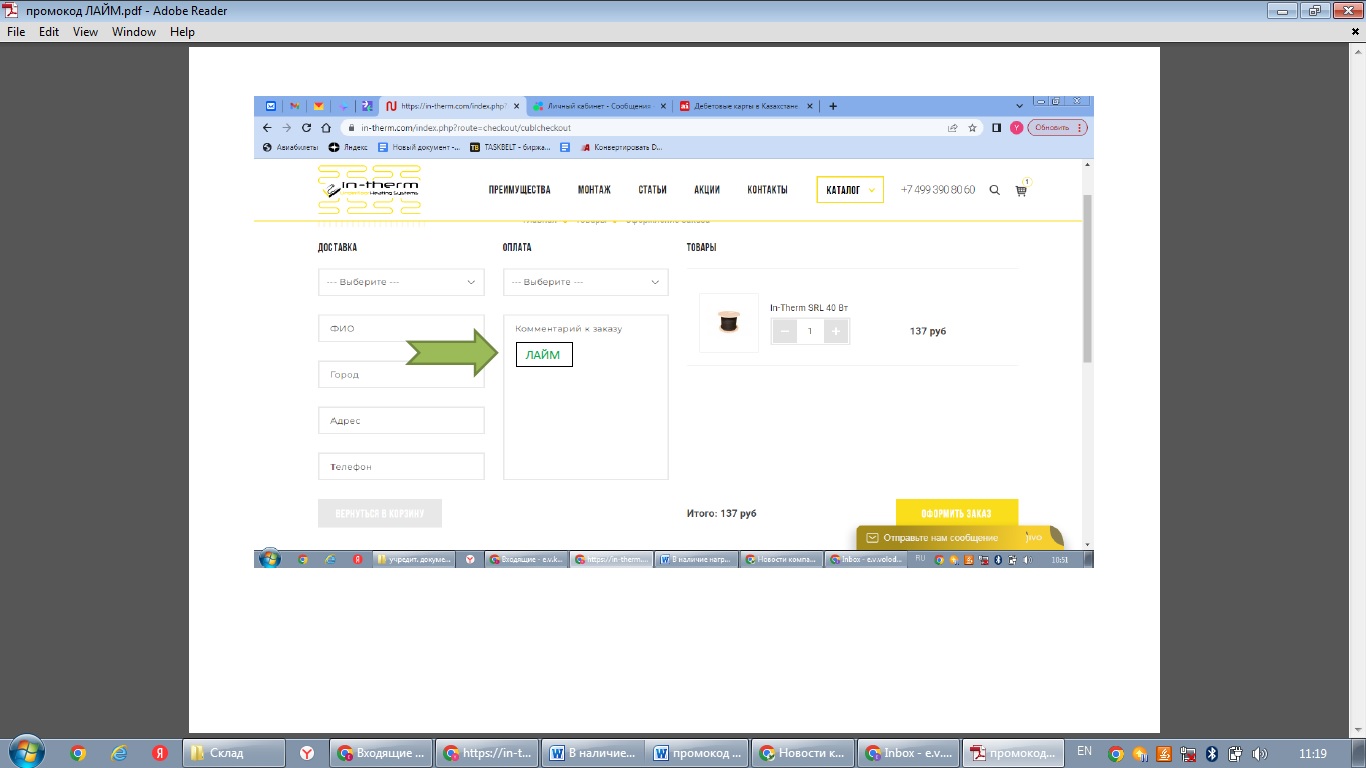 промокод ЛАЙМ.pdf - Adobe Reader
File Edit View Window Help
https://in-therm.com/index.php? Личный кабинет - Сообщения Дебетовые карты в Казахстане
in-therm.com/index.php?route=checkout/cublcheckout Обновить
Авиабилеты Яндекс Новый документ -... TASKBELT - биржа... Конвертировать D...
in-therm
Heating Systems
ПРЕИМУЩЕСТВА МОНТАЖ СТАТЬИ АКЦИИ КОНТАКТЫ КАТАЛОГ +7 499 390 80 60 1
ДОСТАВКА ОПЛАТА ТОВАРЫ
--- Выберите --- --- Выберите ---
In-Therm SRL 40 Вт
ФИО Комментарий к заказу
1 137 руб
ЛАЙМ
Город
Адрес
Телефон
ВЕРНУТЬСЯ В КОРЗИНУ Итого: 137 руб ОФОРМИТЬ ЗАКАЗ
Отправьте нам сообщение jivo
учредит. докуме... Входящие - e.v.k... https://in-therm.... В наличие нагр... Новости компа... Inbox - e.v.volod... RU 10:51
Склад Входящие ... https://in-t... В наличие... промокод ... Новости к... Inbox - e.v.... промокод... EN 11:19